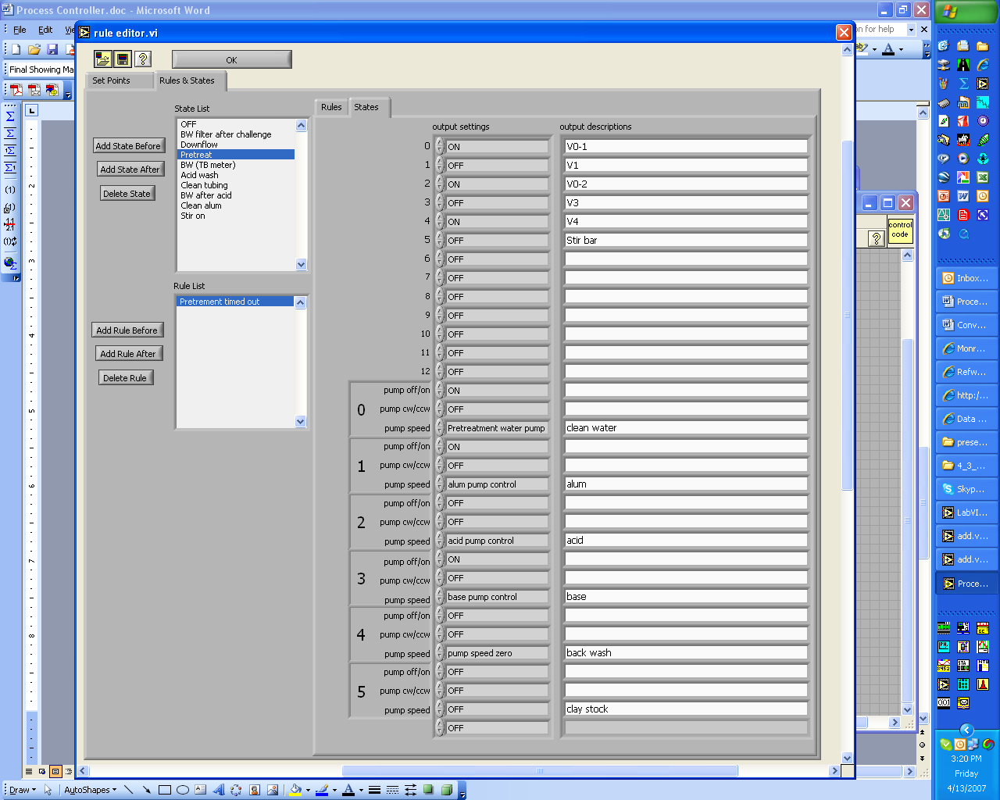 Process Controller.doc - Microsoft Word
File Edit
on for help
Final Showing Ma
rule editor.vi
OK
Set Points
Rules & States
State List
OFF
BW filter after challenge
Downflow
Pretreat
BW (TB meter)
Acid wash
Clean tubing
BW after acid
Clean alum
Stir on
Add State Before
Add State After
Delete State
Rule List
Pretrement timed out
Add Rule Before
Add Rule After
Delete Rule
Rules
States
output settings output descriptions
0 ON V0-1
1 OFF V1
2 ON V0-2
3 OFF V3
4 ON V4
5 OFF Stir bar
6 OFF
7 OFF
8 OFF
9 OFF
10 OFF
11 OFF
12 OFF
0
pump off/on ON
pump cw/ccw OFF
pump speed Pretreatment water pump clean water
1
pump off/on ON
pump cw/ccw OFF
pump speed alum pump control alum
2
pump off/on OFF
pump cw/ccw OFF
pump speed acid pump control acid
3
pump off/on ON
pump cw/ccw OFF
pump speed base pump control base
4
pump off/on OFF
pump cw/ccw OFF
pump speed pump speed zero back wash
5
pump off/on OFF
pump cw/ccw OFF
pump speed OFF clay stock
OFF
control
code
Inbox...
Proce...
Conv...
Monr...
Refw...
http:/...
Data ...
prese...
4_3_...
Skyp...
LabVI...
add.v...
add.v...
Proce...
3:20 PM
Friday
4/13/2007
Draw
AutoShapes